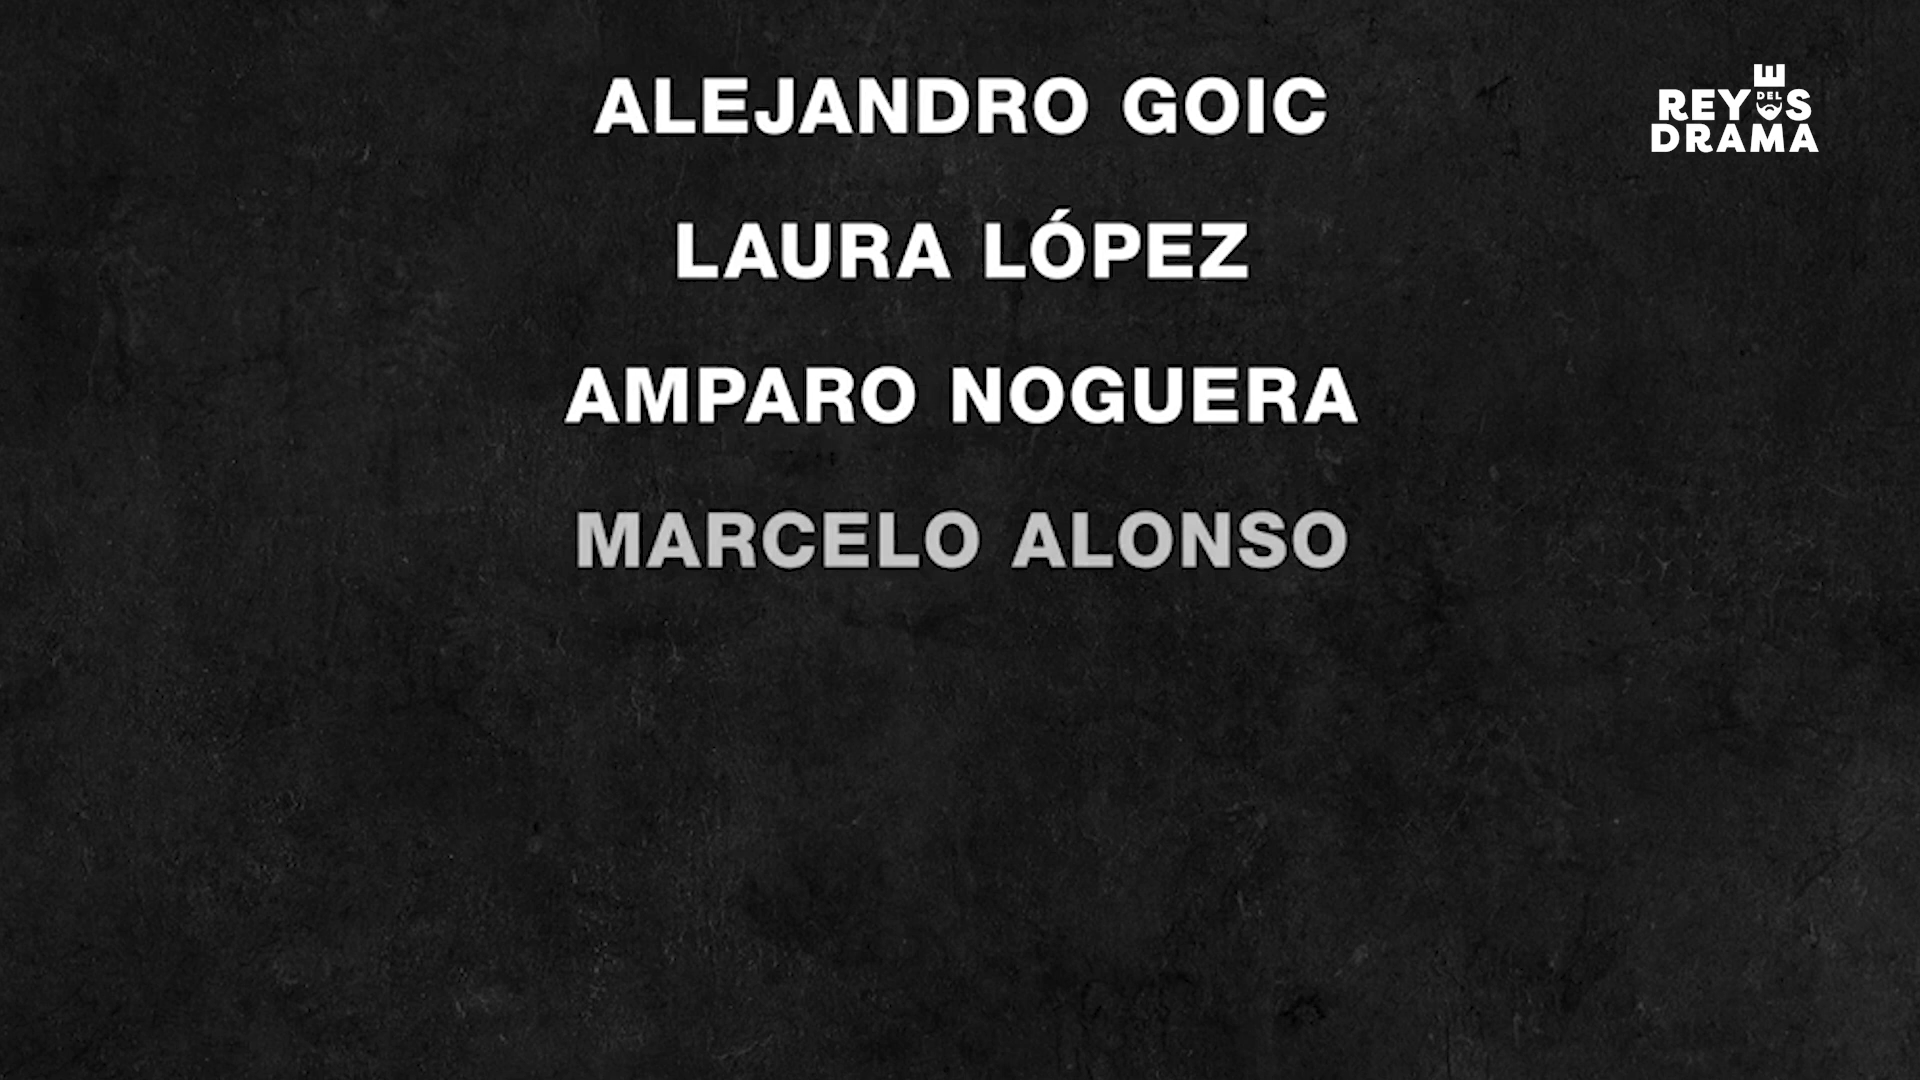 ALEJANDRO GOIC
LAURA LÓPEZ
AMPARO NOGUERA
MARCELO ALONSO
REYES
DEL
DRAMA